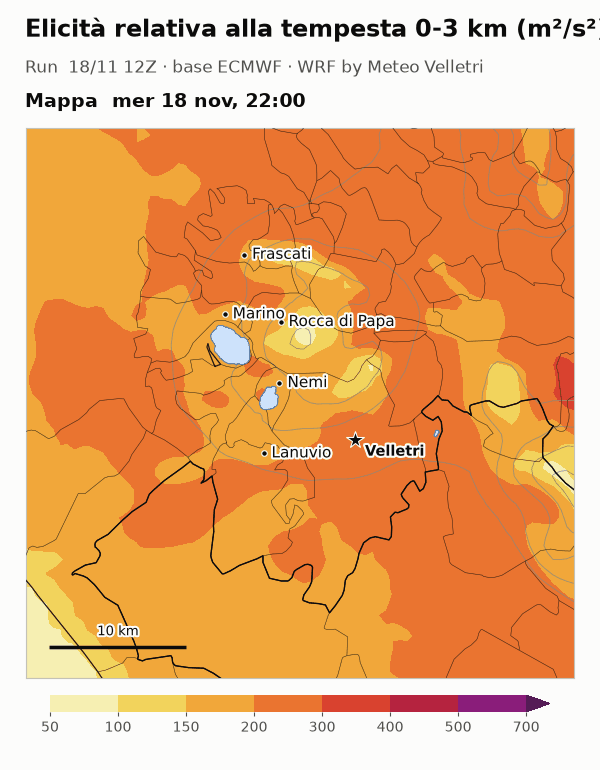 Elicità relativa alla tempesta 0-3 km (m²/s²)
Run 18/11 12Z · base ECMWF · WRF by Meteo Velletri
Mappa mer 18 nov, 22:00
Frascati
Marino
Rocca di Papa
Nemi
Velletri
Lanuvio
10 km
50 100 150 200 300 400 500 700